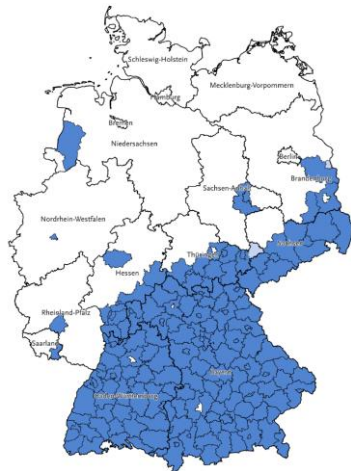 Schleswig-Holstein
Mecklenburg-Vorpommern
Hamburg
Bremen
Niedersachsen
Berlin
Brandenburg
Sachsen-Anhalt
Nordrhein-Westfalen
Sachsen
Thüringen
Hessen
Rheinland-Pfalz
Saarland
Bayern
Baden-Württemberg